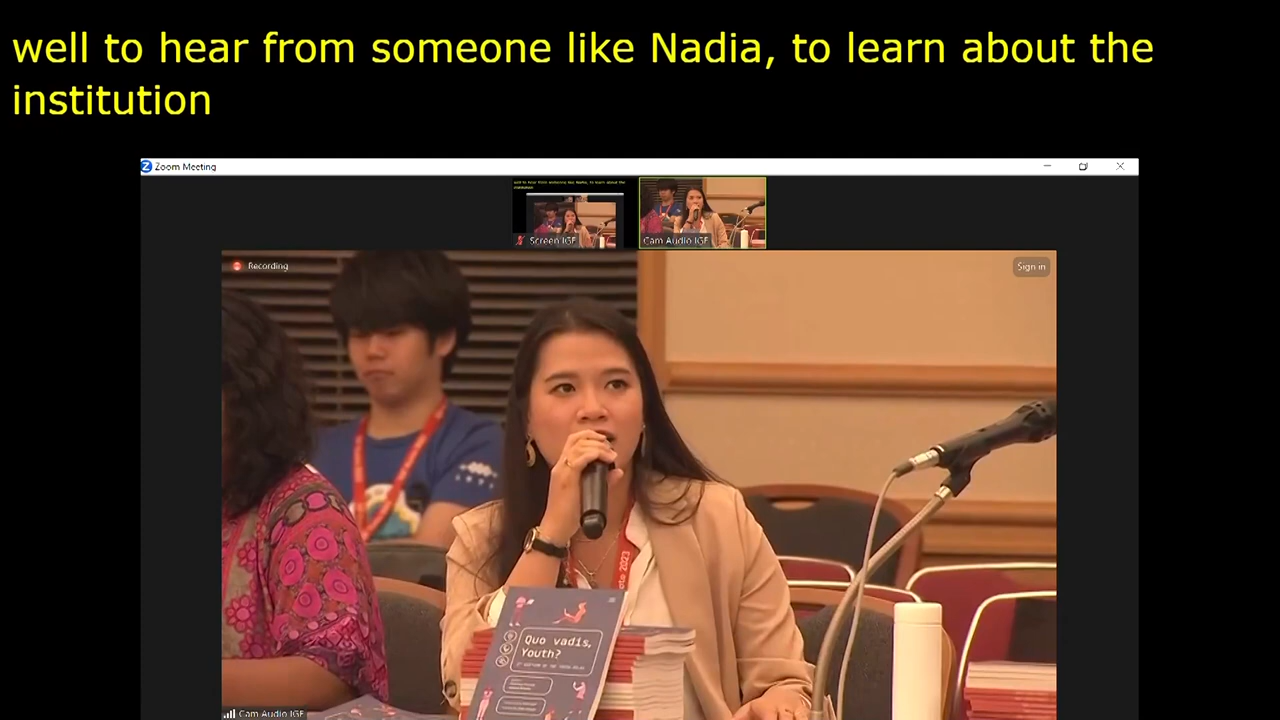 well to hear from someone like Nadia, to learn about the
institution
Zoom Meeting
Screen IGF
Cam Audio IGF
Recording
Sign in
2023
Quo vadis,
Youth?
Cam Audio IGF